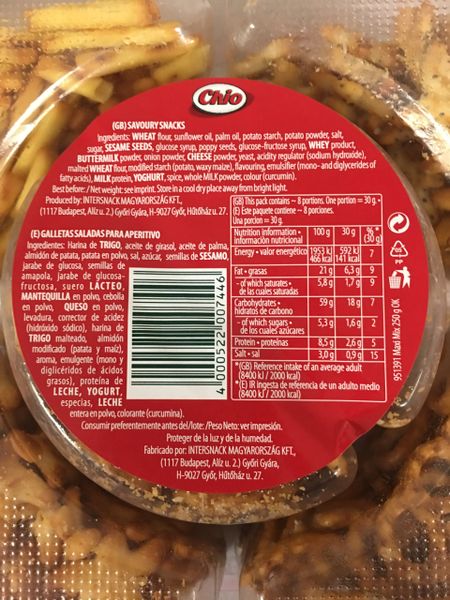 Chio
(GB) SAVOURY SNACKS
Ingredients: WHEAT flour, sunflower oil, palm oil, potato starch, potato powder, salt,
sugar, SESAME SEEDS, glucose syrup, poppy seeds, glucose-fructose syrup, WHEY product,
BUTTERMILK powder, onion powder, CHEESE powder, yeast, acidity regulator (sodium hydroxide),
malted WHEAT flour, modified starch (potato, waxy maize), flavouring, emulsifier (mono- and diglycerides of
fatty acids), MILK protein, YOGHURT, spice, whole MILK powder, colour (curcumin).
Best before: / Net weight: see imprint. Store in a cool dry place away from bright light.
Produced by: INTERSNACK MAGYARORSZÁG KFT.,
(1117 Budapest, Alíz u. 2.) Győri Gyára, H-9027 Győr, Hűtőház u. 27.
(E) GALLETAS SALADAS PARA APERITIVO
Ingredientes: Harina de TRIGO, aceite de girasol, aceite de palma,
almidón de patata, patata en polvo, sal, azúcar, semillas de SESAMO,
jarabe de glucosa, semillas de
amapola, jarabe de glucosa-
fructosa, suero LÁCTEO,
MANTEQUILLA en polvo, cebolla
en polvo, QUESO en polvo,
levadura, corrector de acidez
(hidróxido sódico), harina de
TRIGO malteado, almidón
modificado (patata y maíz),
aroma, emulgente (mono y
diglicéridos de ácidos
grasos), proteína de
LECHE, YOGURT,
especias, LECHE
entera en polvo, colorante (curcumina).
Consumir preferentemente antes del/lote: /Peso Neto: ver impresión.
Proteger de la luz y de la humedad.
Fabricado por: INTERSNACK MAGYARORSZÁG KFT.,
(1117 Budapest, Alíz u. 2.) Győri Gyára,
H-9027 Győr, Hűtőház u. 27.
4 000522 007446
(GB) This pack contains ~ 8 portions. One portion = 30 g.
(E) Este paquete contiene ~ 8 porciones.
Una porcion = 30 g.
Nutrition information • información nutricional 100 g 30 g %* (30 g)
Energy • valor energético 1953 kJ 466 kcal 592 kJ 141 kcal 7
Fat • grasas 21 g 6,3 g 9
- of which saturates • de las cuales saturadas 5,8 g 1,7 g 9
Carbohydrates • hidratos de carbono 59 g 18 g 7
- of which sugars • de los cuales azúcares 5,3 g 1,6 g 2
Protein • proteínas 8,5 g 2,6 g 5
Salt • sal 3,0 g 0,9 g 15
*(GB) Reference intake of an average adult
(8400 kJ / 2000 kcal)
*(E) IR ingesta de referencia de un adulto medio
(8400 kJ / 2000 kcal)
951391 Maxi Mix 250 g OK